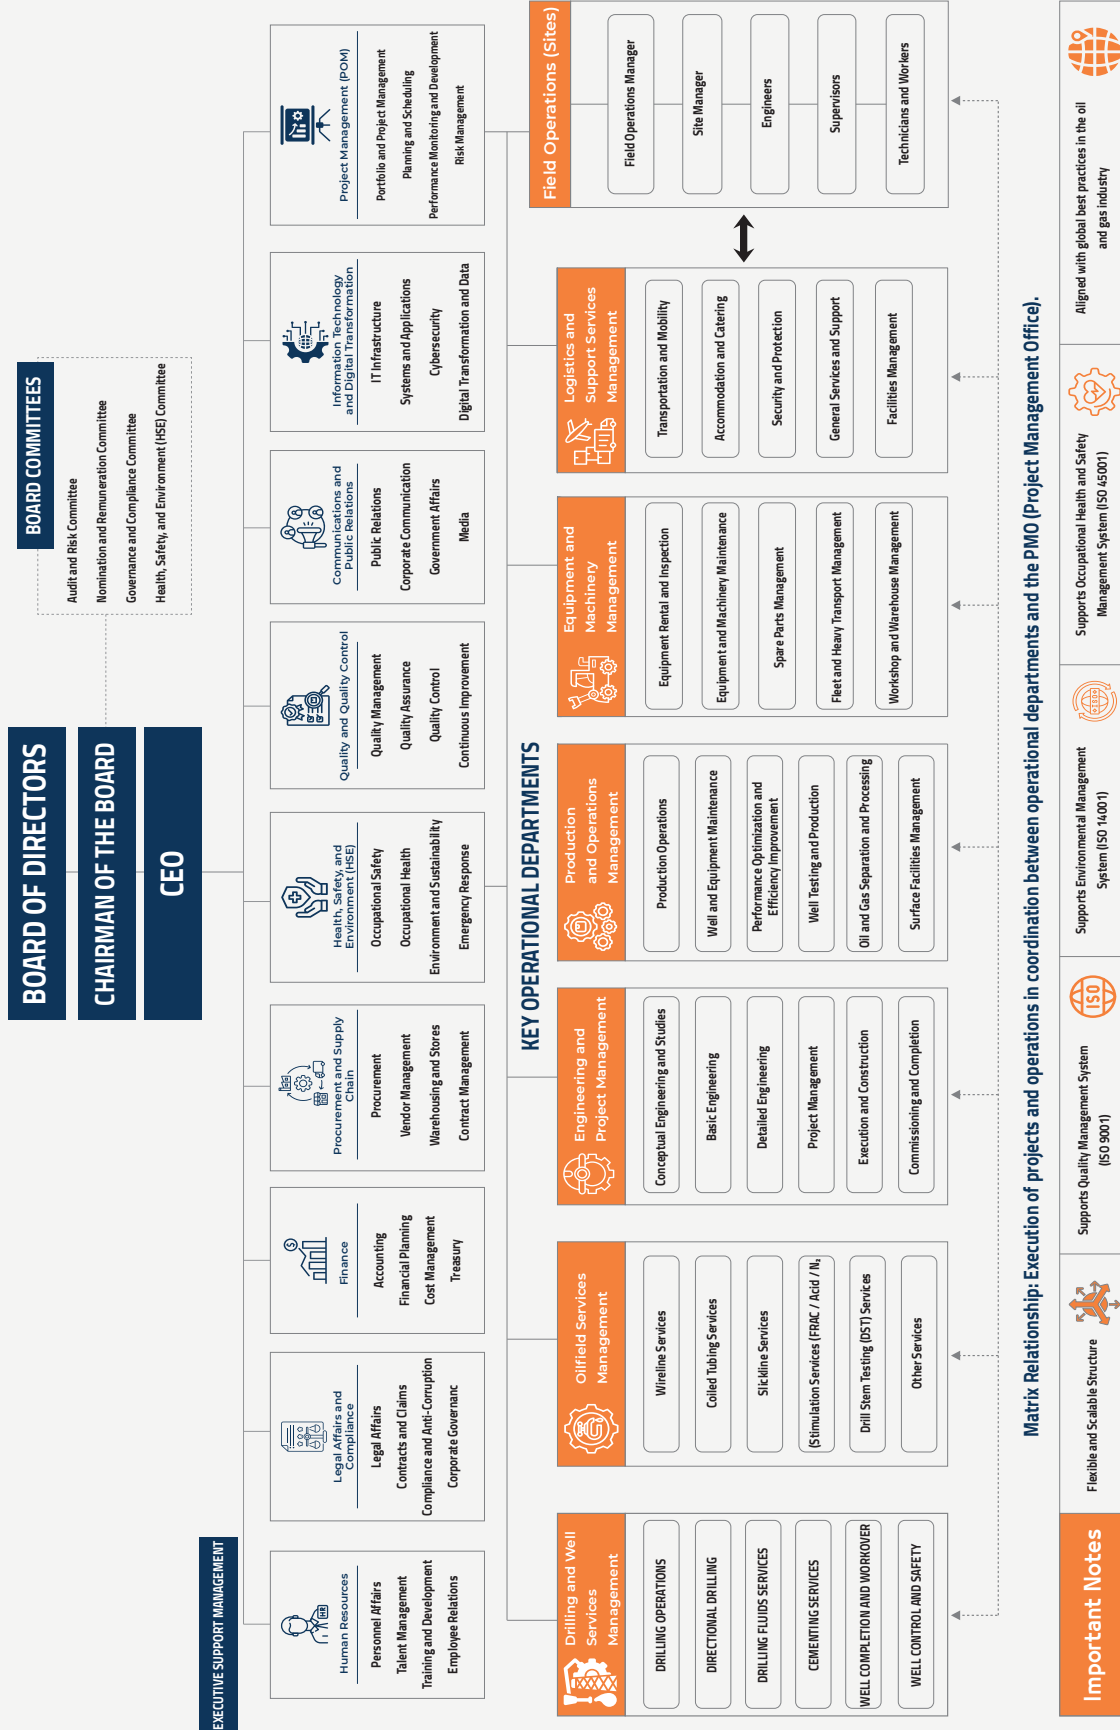 BOARD OF DIRECTORS
CHAIRMAN OF THE BOARD
CEO
BOARD COMMITTEES
Audit and Risk Committee
Nomination and Remuneration Committee
Governance and Compliance Committee
Health, Safety, and Environment (HSE) Committee
EXECUTIVE SUPPORT MANAGEMENT
HR
Human Resources
Personnel Affairs
Talent Management
Training and Development
Employee Relations
Legal Affairs and
Compliance
Legal Affairs
Contracts and Claims
Compliance and Anti-Corruption
Corporate Governanc
$
Finance
Accounting
Financial Planning
Cost Management
Treasury
Procurement and Supply
Chain
Procurement
Vendor Management
Warehousing and Stores
Contract Management
Health, Safety, and
Environment (HSE)
Occupational Safety
Occupational Health
Environment and Sustainability
Emergency Response
Quality and Quality Control
Quality Management
Quality Assurance
Quality Control
Continuous Improvement
Communications and
Public Relations
Public Relations
Corporate Communication
Government Affairs
Media
Information Technology
and Digital Transformation
IT Infrastructure
Systems and Applications
Cybersecurity
Digital Transformation and Data
Project Management (POM)
Portfolio and Project Management
Planning and Scheduling
Performance Monitoring and Development
Risk Management
KEY OPERATIONAL DEPARTMENTS
Drilling and Well
Services
Management
DRILLING OPERATIONS
DIRECTIONAL DRILLING
DRILLING FLUIDS SERVICES
CEMENTING SERVICES
WELL COMPLETION AND WORKOVER
WELL CONTROL AND SAFETY
Oilfield Services
Management
Wireline Services
Coiled Tubing Services
Slickline Services
(Stimulation Services (FRAC / Acid / N₂
Drill Stem Testing (DST) Services
Other Services
Engineering and
Project Management
Conceptual Engineering and Studies
Basic Engineering
Detailed Engineering
Project Management
Execution and Construction
Commissioning and Completion
Production
and Operations
Management
Production Operations
Well and Equipment Maintenance
Performance Optimization and
Efficiency Improvement
Well Testing and Production
Oil and Gas Separation and Processing
Surface Facilities Management
Equipment and
Machinery
Management
Equipment Rental and Inspection
Equipment and Machinery Maintenance
Spare Parts Management
Fleet and Heavy Transport Management
Workshop and Warehouse Management
Logistics and
Support Services
Management
Transportation and Mobility
Accommodation and Catering
Security and Protection
General Services and Support
Facilities Management
Field Operations (Sites)
Field Operations Manager
Site Manager
Engineers
Supervisors
Technicians and Workers
Matrix Relationship: Execution of projects and operations in coordination between operational departments and the PMO (Project Management Office).
Important Notes
Flexible and Scalable Structure
Supports Quality Management System
(ISO 9001)
ISO
Supports Environmental Management
System (ISO 14001)
Supports Occupational Health and Safety
Management System (ISO 45001)
Aligned with global best practices in the oil
and gas industry